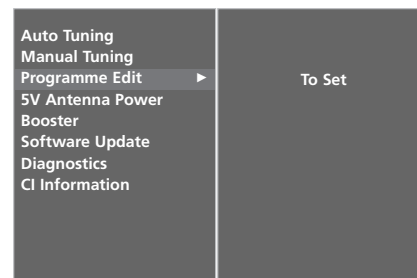 Auto Tuning
Manual Tuning
Programme Edit ►
5V Antenna Power
Booster
Software Update
Diagnostics
CI Information
To Set